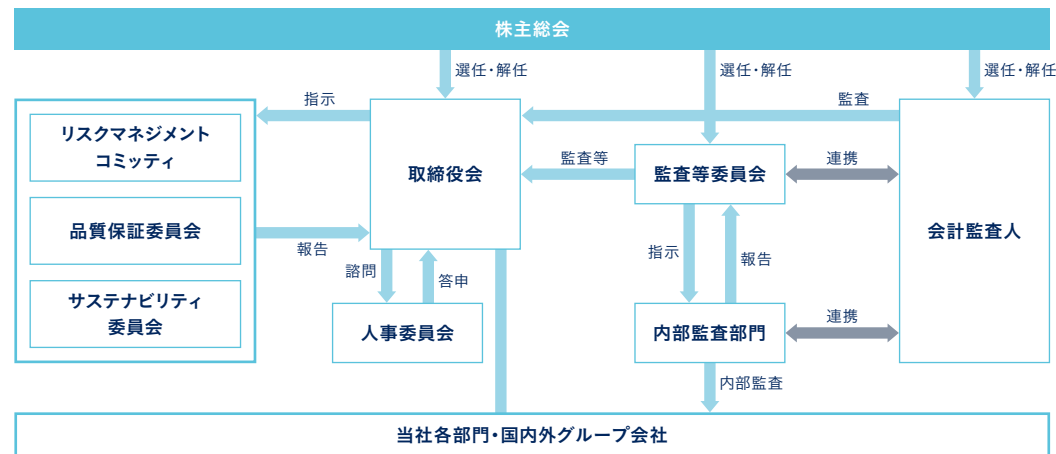 株主総会
選任・解任
選任・解任
選任・解任
指示
監査
リスクマネジメント
コミッティ
取締役会
監査等
監査等委員会
連携
品質保証委員会
会計監査人
報告
諮問
答申
指示
報告
サステナビリティ
委員会
人事委員会
内部監査部門
連携
内部監査
当社各部門・国内外グループ会社